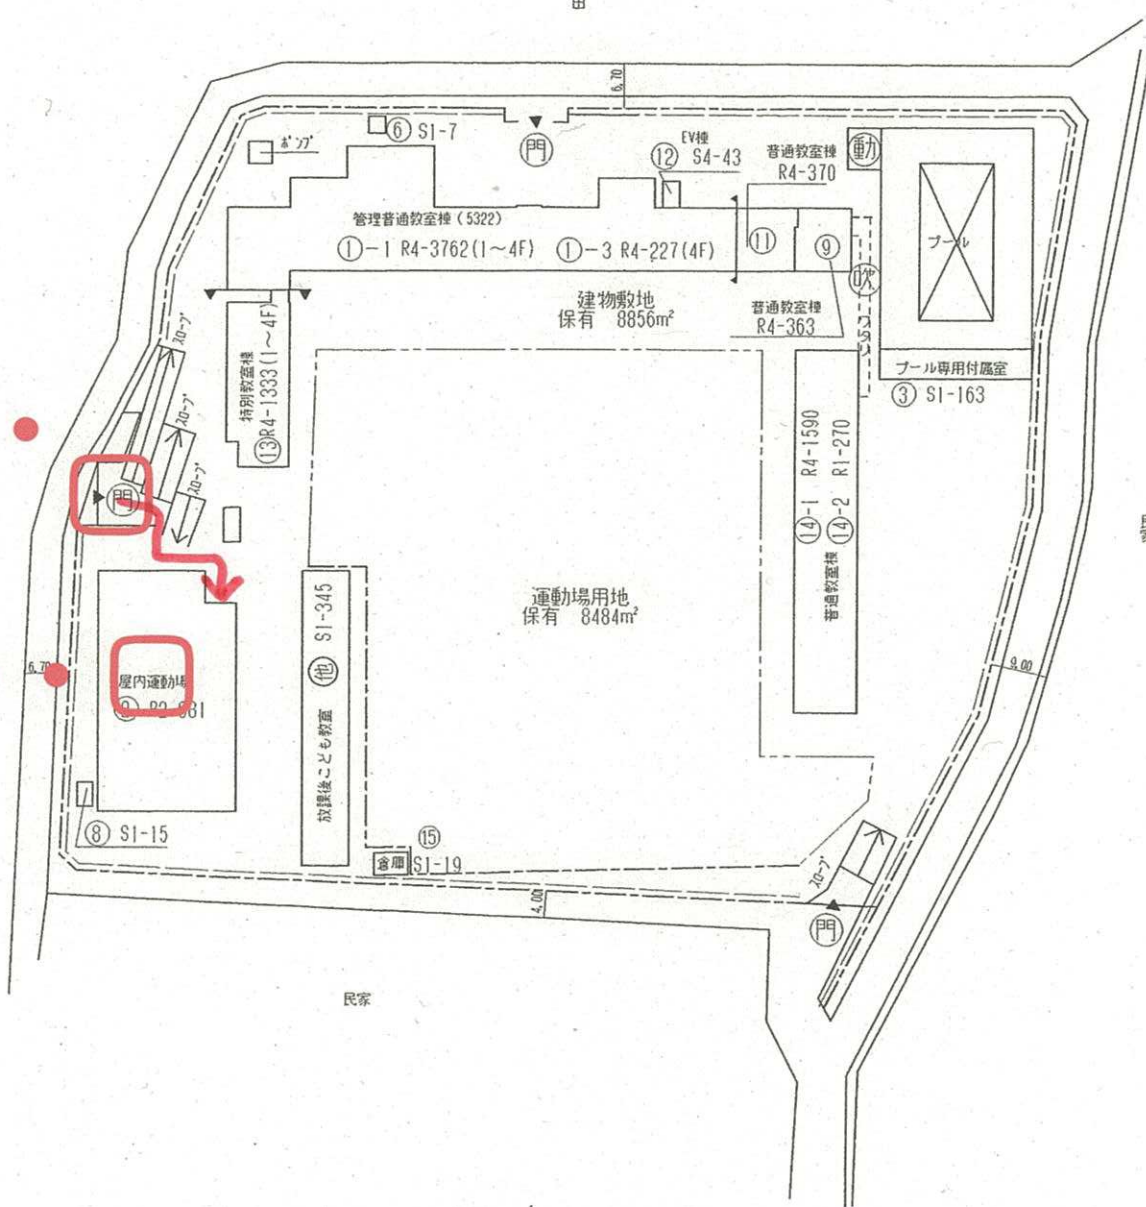 田
6.70
⑥ S1-7
ポンプ
門
EV棟
⑫ S4-43
普通教室棟
R4-370
動
管理普通教室棟(5322)
①-1 R4-3762(1～4F)
①-3 R4-227(4F)
⑪
⑨
プール
吹
建物敷地
保有 8856m²
普通教室棟
R4-363
プール専用付属室
③ S1-163
スロープ
スロープ
スロープ
特別教室棟
⑬R4-1333(1～4F)
門
⑭-1 R4-1590
⑭-2 R1-270
普通教室棟
運動場用地
保有 8484m²
放課後こども教室 他 S1-345
6.70
屋内運動場
9.00
⑧ S1-15
⑮
倉庫
S1-19
スロープ
4.00
門
民家